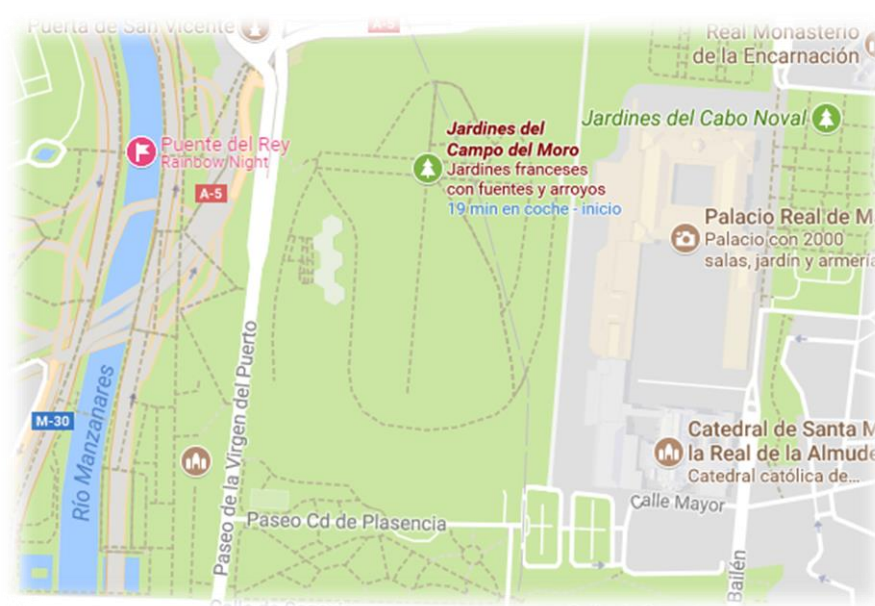 Puerta de San Vicente
A-5
Real Monasterio
de la Encarnación
Jardines del
Campo del Moro
Jardines franceses
con fuentes y arroyos
19 min en coche - inicio
Jardines del Cabo Noval
Puente del Rey
Rainbow Night
A-5
Palacio Real de M
Palacio con 2000
salas, jardín y armería
Paseo de la Virgen del Puerto
Río Manzanares
M-30
Catedral de Santa M
la Real de la Almude
Catedral católica de...
Calle Mayor
Paseo Cd de Plasencia
Bailén